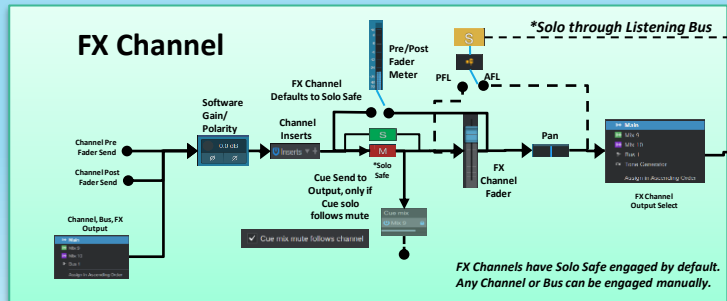 FX Channel
*Solo through Listening Bus
S
Pre/Post
Fader
Meter
PFL
AFL
FX Channel
Defaults to Solo Safe
Software
Gain/
Polarity
0.0 dB
Ø Ø
Channel
Inserts
Inserts
S
M
*Solo
Safe
Channel Pre
Fader Send
Channel Post
Fader Send
Channel, Bus, FX
Output
Main
Mix 9
Mix 10
Bus 1
Assign in Ascending Order
Cue Send to
Output, only if
Cue solo
follows mute
Cue mix mute follows channel
Cue mix
FX
Channel
Fader
Pan
Main
Mix 9
Mix 10
Bus 1
Tone Generator
Assign in Ascending Order
FX Channel
Output Select
FX Channels have Solo Safe engaged by default.
Any Channel or Bus can be engaged manually.